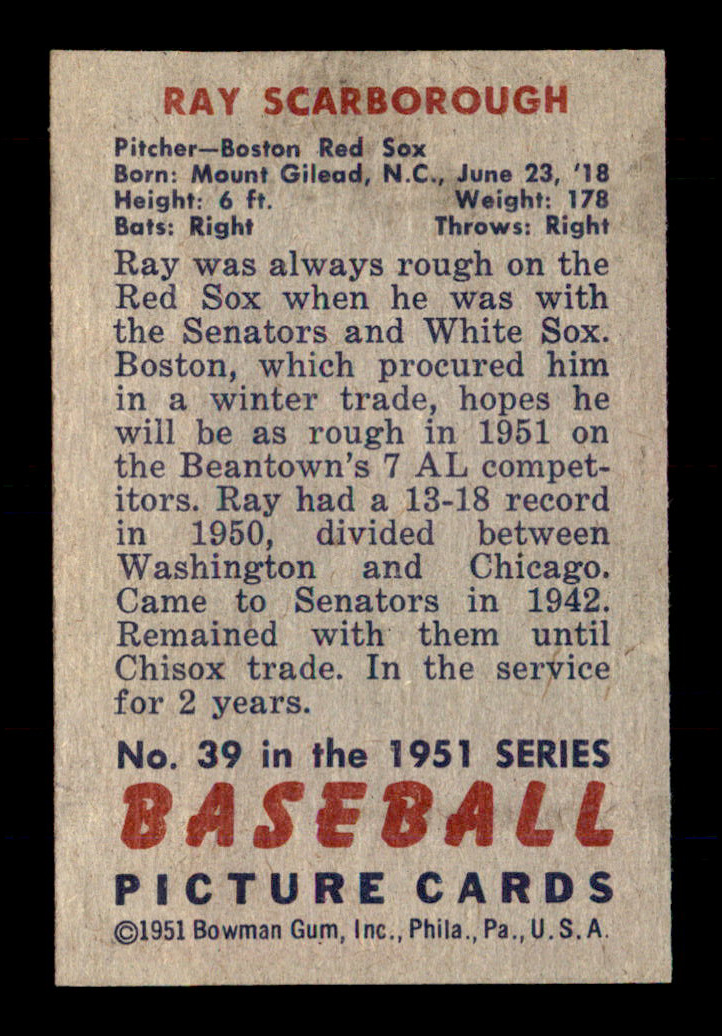 RAY SCARBOROUGH
Pitcher—Boston Red Sox
Born: Mount Gilead, N.C., June 23, '18
Height: 6 ft. Weight: 178
Bats: Right Throws: Right
Ray was always rough on the
Red Sox when he was with
the Senators and White Sox.
Boston, which procured him
in a winter trade, hopes he
will be as rough in 1951 on
the Beantown's 7 AL compet-
itors. Ray had a 13-18 record
in 1950, divided between
Washington and Chicago.
Came to Senators in 1942.
Remained with them until
Chisox trade. In the service
for 2 years.
No. 39 in the 1951 SERIES
BASEBALL
PICTURE CARDS
©1951 Bowman Gum, Inc., Phila., Pa., U.S.A.